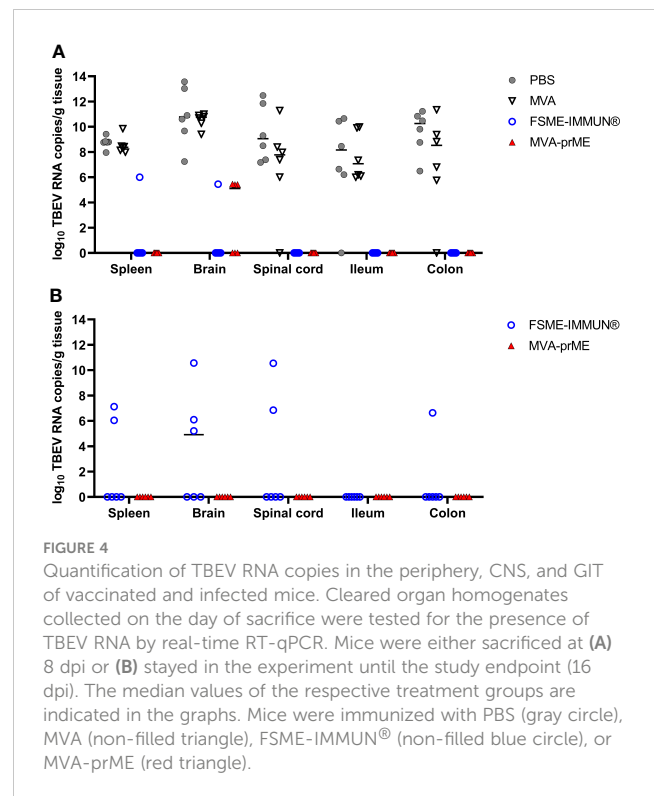 A
14
12
10
8
6
4
2
0
log₁₀ TBEV RNA copies/g tissue
Spleen Brain Spinal cord Ileum Colon
PBS
MVA
FSME-IMMUN®
MVA-prME
B
14
12
10
8
6
4
2
0
log₁₀ TBEV RNA copies/g tissue
Spleen Brain Spinal cord Ileum Colon
FSME-IMMUN®
MVA-prME
FIGURE 4
Quantification of TBEV RNA copies in the periphery, CNS, and GIT
of vaccinated and infected mice. Cleared organ homogenates
collected on the day of sacrifice were tested for the presence of
TBEV RNA by real-time RT-qPCR. Mice were either sacrificed at (A)
8 dpi or (B) stayed in the experiment until the study endpoint (16
dpi). The median values of the respective treatment groups are
indicated in the graphs. Mice were immunized with PBS (gray circle),
MVA (non-filled triangle), FSME-IMMUN® (non-filled blue circle), or
MVA-prME (red triangle).